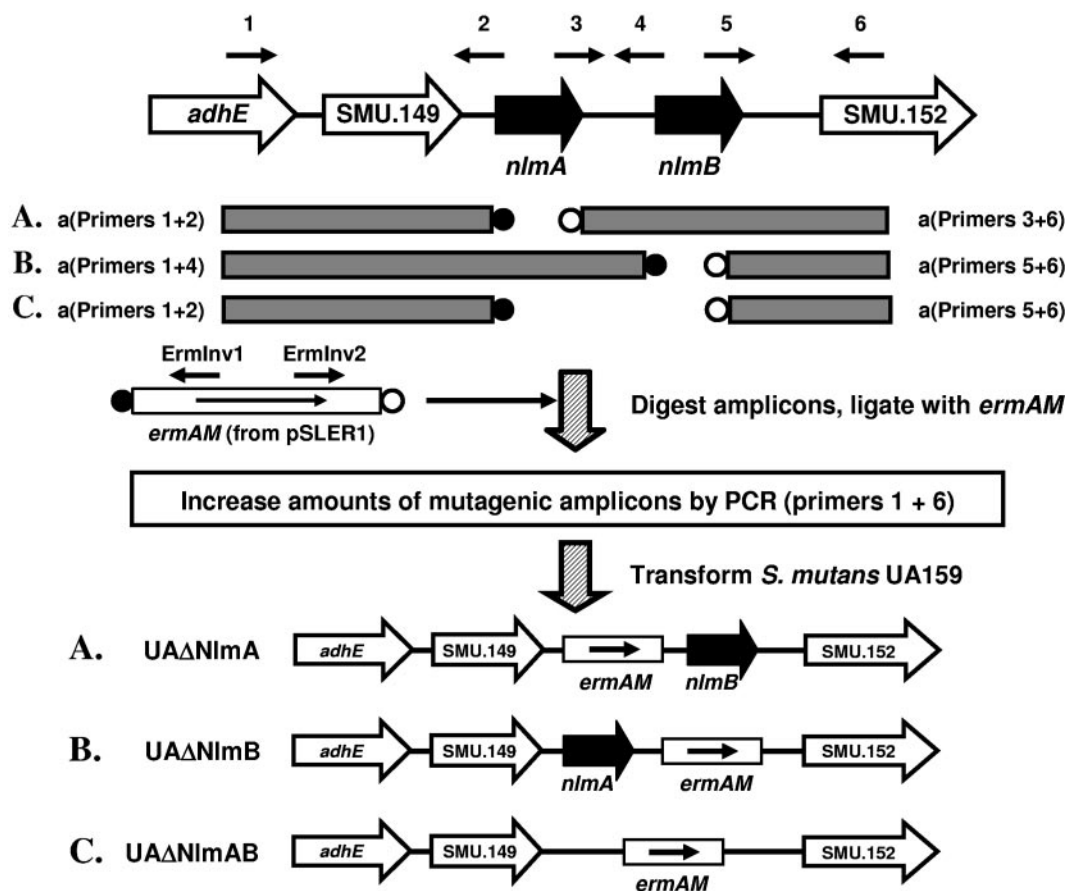 1 2 3 4 5 6
adhE SMU.149 SMU.152
nlmA nlmB
A. a(Primers 1+2) a(Primers 3+6)
B. a(Primers 1+4) a(Primers 5+6)
C. a(Primers 1+2) a(Primers 5+6)
ErmInv1 ErmInv2
Digest amplicons, ligate with ermAM
ermAM (from pSLER1)
Increase amounts of mutagenic amplicons by PCR (primers 1 + 6)
Transform S. mutans UA159
A. UAΔNlmA adhE SMU.149 SMU.152
ermAM nlmB
B. UAΔNlmB adhE SMU.149 SMU.152
nlmA ermAM
C. UAΔNlmAB adhE SMU.149 SMU.152
ermAM